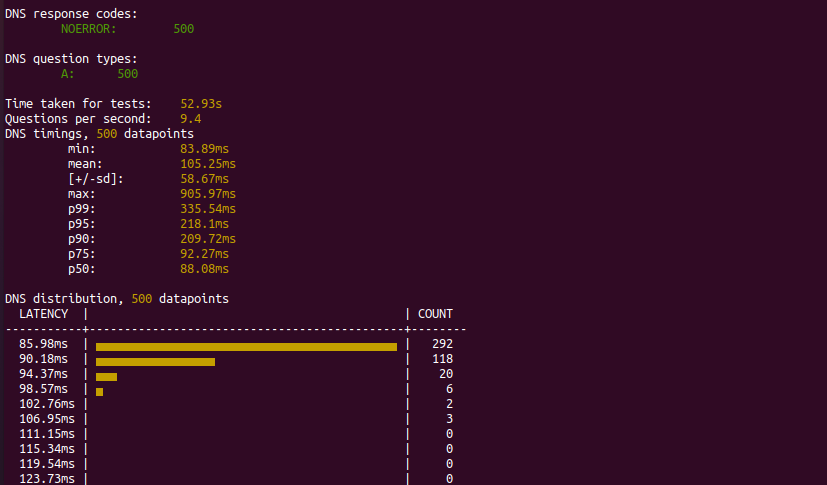 DNS response codes:
NOERROR: 500
DNS question types:
A: 500
Time taken for tests: 52.93s
Questions per second: 9.4
DNS timings, 500 datapoints
min: 83.89ms
mean: 105.25ms
[+/-sd]: 58.67ms
max: 905.97ms
p99: 335.54ms
p95: 218.1ms
p90: 209.72ms
p75: 92.27ms
p50: 88.08ms
DNS distribution, 500 datapoints
LATENCY | | COUNT
-----------+---------------------------------------------+--------
85.98ms | | 292
90.18ms | | 118
94.37ms | | 20
98.57ms | | 6
102.76ms | | 2
106.95ms | | 3
111.15ms | | 0
115.34ms | | 0
119.54ms | | 0
123.73ms | | 0